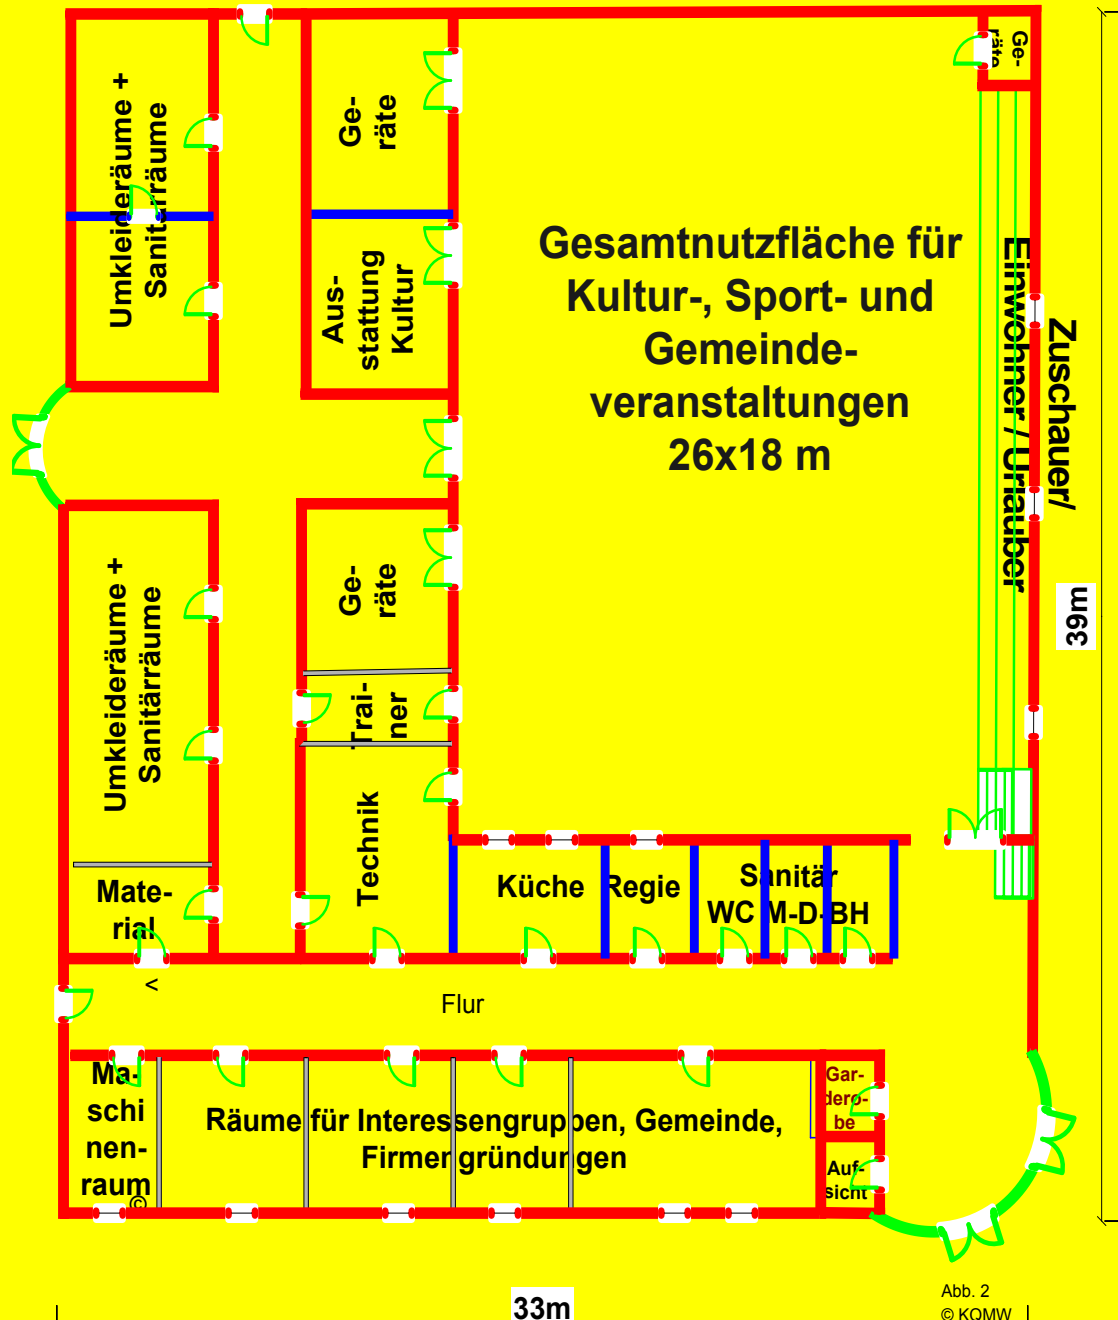 Umkleideräume +
Sanitärräume
Ge-
räte
Aus-
stattung
Kultur
Gesamtnutzfläche für
Kultur-, Sport- und
Gemeinde-
veranstaltungen
26x18 m
Ge-
räte
Zuschauer/
Einwohner / Urlauber
39m
Umkleideräume +
Sanitärräume
Ge-
räte
Trai-
ner
Technik
Mate-
rial
Küche
Regie
Sanitär
WC M-D-BH
<
Flur
Ma-
schi
nen-
raum
©
Räume für Interessengruppen, Gemeinde,
Firmengründungen
Gar-
dero-
be
Auf-
sicht
33m
Abb. 2
© KQMW